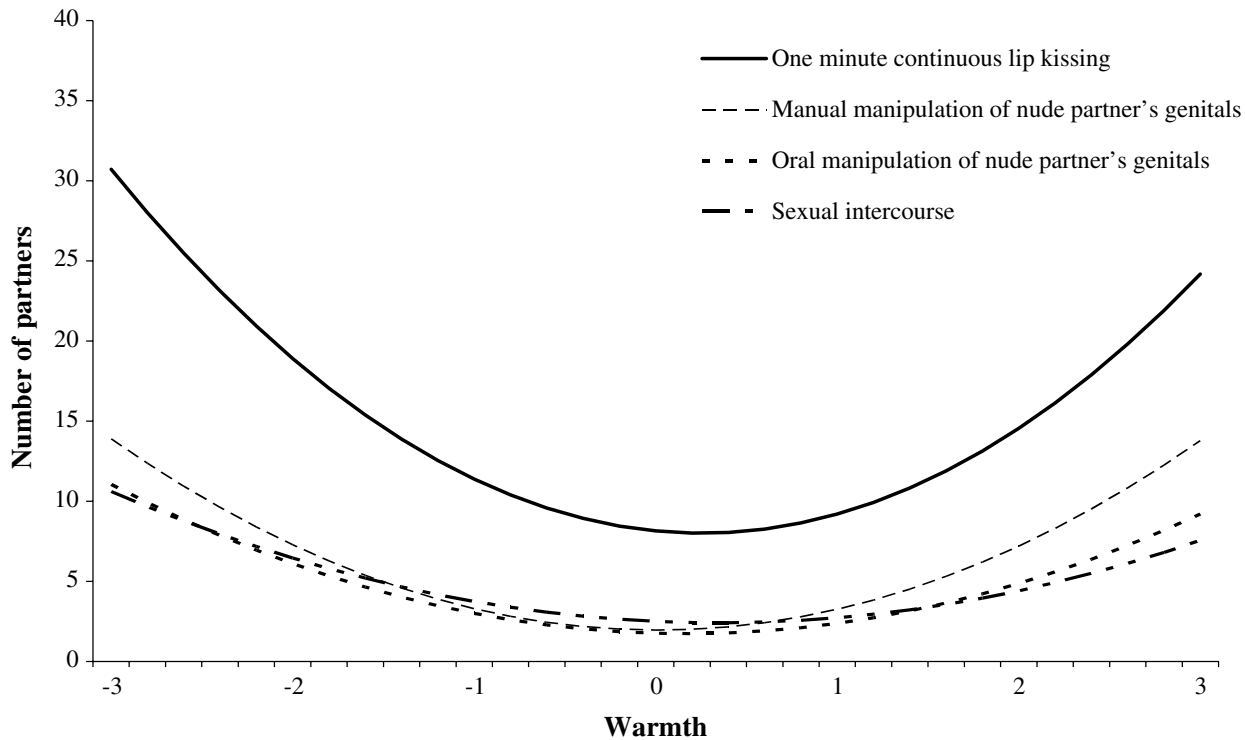 40
35
30
25
20
15
10
5
0
Number of partners
One minute continuous lip kissing
Manual manipulation of nude partner's genitals
Oral manipulation of nude partner's genitals
Sexual intercourse
-3 -2 -1 0 1 2 3
Warmth